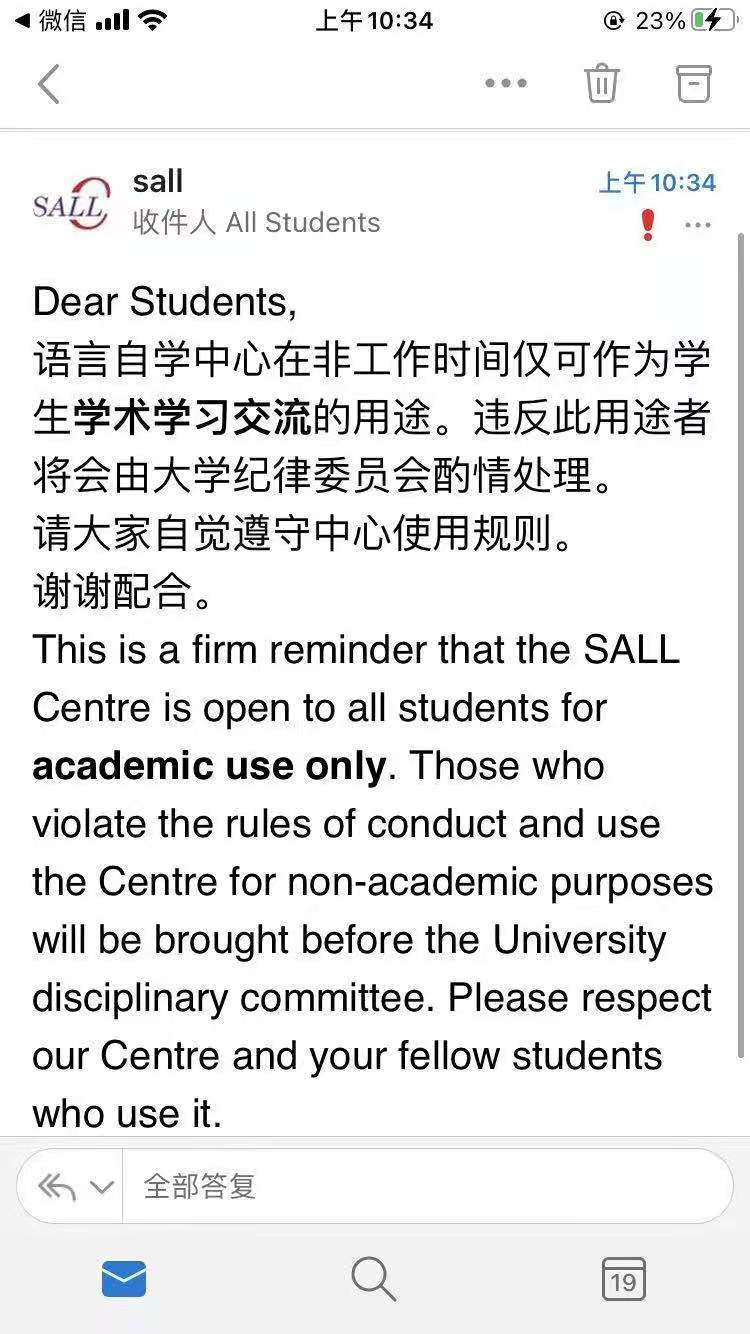 微信
上午10:34
23%
SALL
sall
上午10:34
收件人 All Students
Dear Students,
语言自学中心在非工作时间仅可作为学
生学术学习交流的用途。违反此用途者
将会由大学纪律委员会酌情处理。
请大家自觉遵守中心使用规则。
谢谢配合。
This is a firm reminder that the SALL
Centre is open to all students for
academic use only. Those who
violate the rules of conduct and use
the Centre for non-academic purposes
will be brought before the University
disciplinary committee. Please respect
our Centre and your fellow students
who use it.
全部答复
19